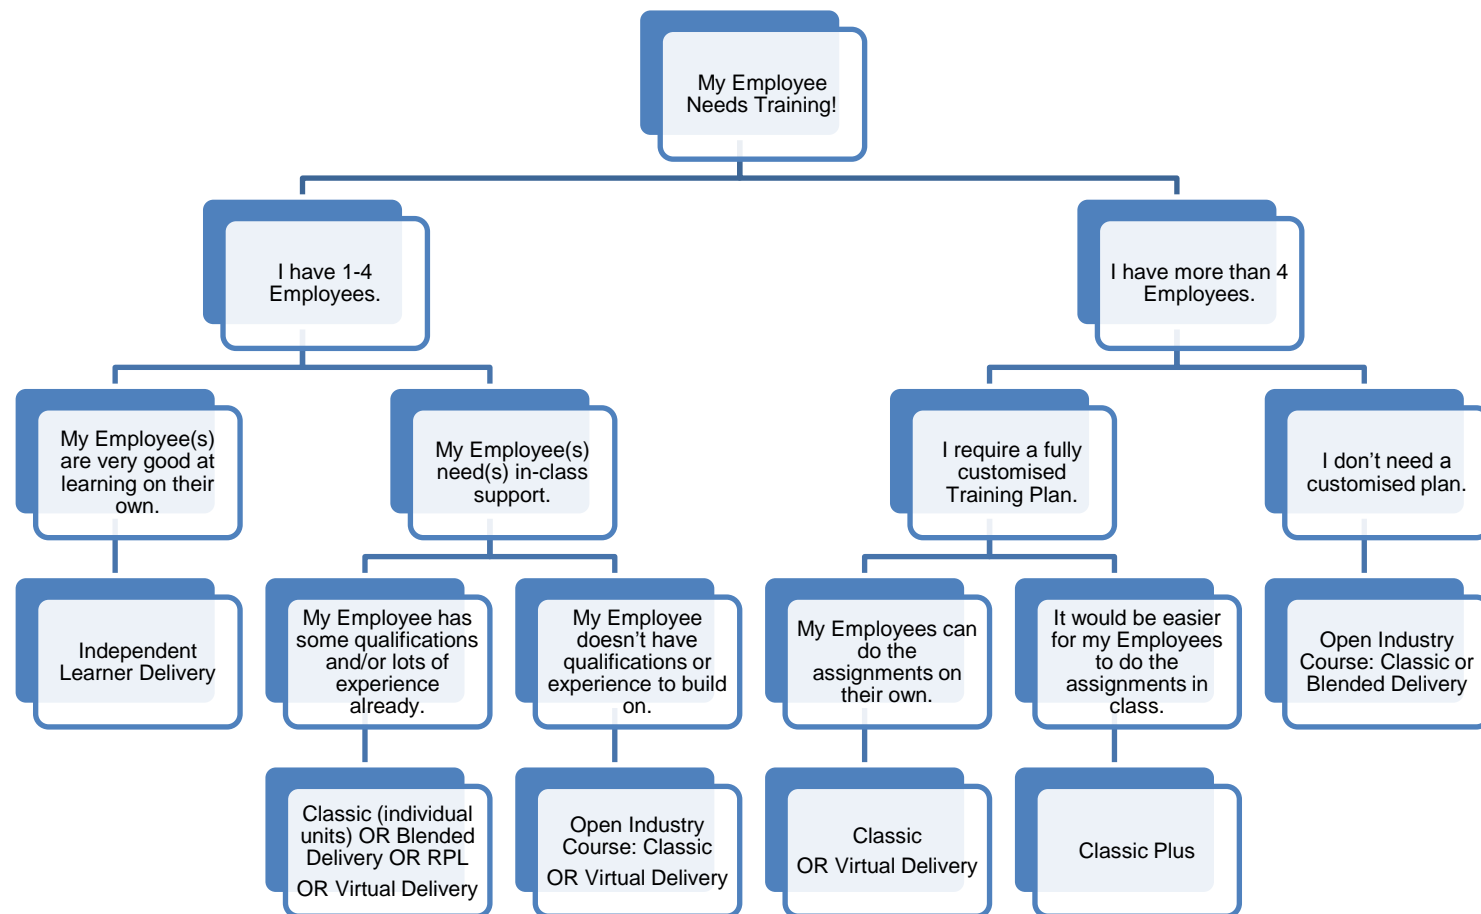 My Employee
Needs Training!
I have 1-4
Employees.
I have more than 4
Employees.
My Employee(s)
are very good at
learning on their
own.
My Employee(s)
need(s) in-class
support.
I require a fully
customised
Training Plan.
I don’t need a
customised plan.
Independent
Learner Delivery
My Employee has
some qualifications
and/or lots of
experience
already.
My Employee
doesn’t have
qualifications or
experience to build
on.
My Employees can
do the
assignments on
their own.
It would be easier
for my Employees
to do the
assignments in
class.
Open Industry
Course: Classic or
Blended Delivery
Classic (individual
units) OR Blended
Delivery OR RPL
OR Virtual Delivery
Open Industry
Course: Classic
OR Virtual Delivery
Classic
OR Virtual Delivery
Classic Plus